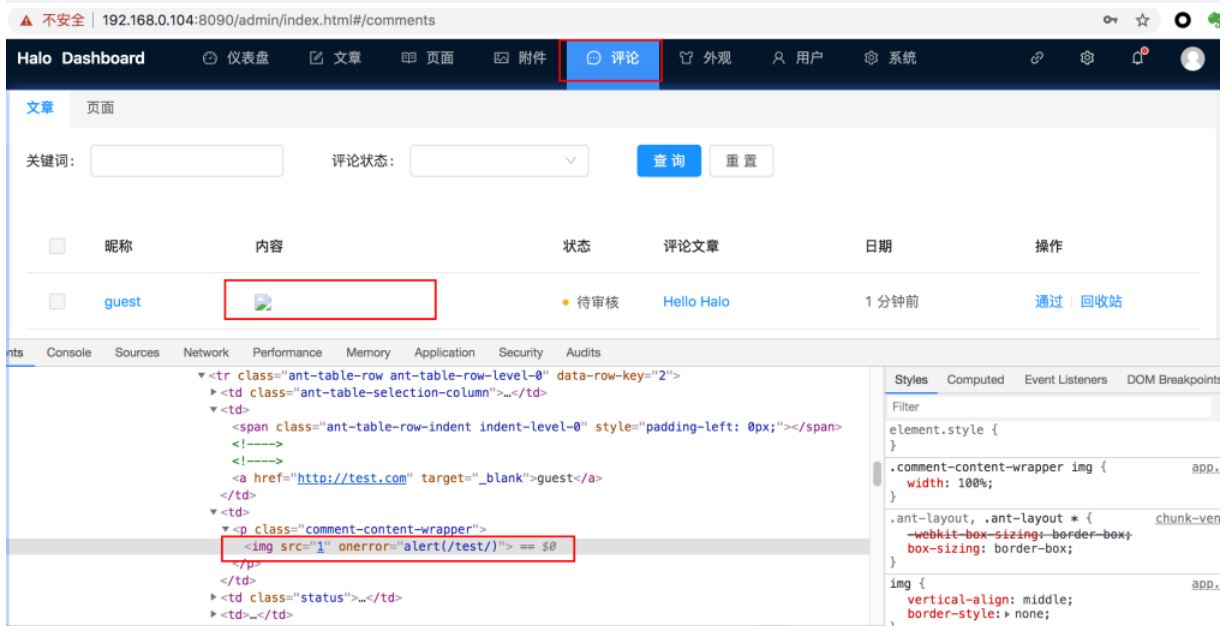 不安全 | 192.168.0.104:8090/admin/index.html#/comments
Halo Dashboard 仪表盘 文章 页面 附件 评论 外观 用户 系统
文章 页面
关键词: 评论状态: 查询 重置
昵称 内容 状态 评论文章 日期 操作
guest 待审核 Hello Halo 1 分钟前 通过 回收站
nts Console Sources Network Performance Memory Application Security Audits
▼<tr class="ant-table-row ant-table-row-level-0" data-row-key="2">
▶<td class="ant-table-selection-column">…</td>
▼<td>
<span class="ant-table-row-indent indent-level-0" style="padding-left: 0px;"></span>
<!---->
<!---->
<a href="http://test.com" target="_blank">guest</a>
</td>
▼<td>
▼<p class="comment-content-wrapper">
<img src="1" onerror="alert(/test/)"> == $0
</p>
</td>
▶<td class="status">…</td>
▶<td>…</td>
Styles Computed Event Listeners DOM Breakpoints
Filter
element.style {
}
.comment-content-wrapper img { app.
width: 100%;
}
.ant-layout, .ant-layout * { chunk-ven
-webkit-box-sizing: border-box;
box-sizing: border-box;
}
img { app.
vertical-align: middle;
border-style:▶ none;
}